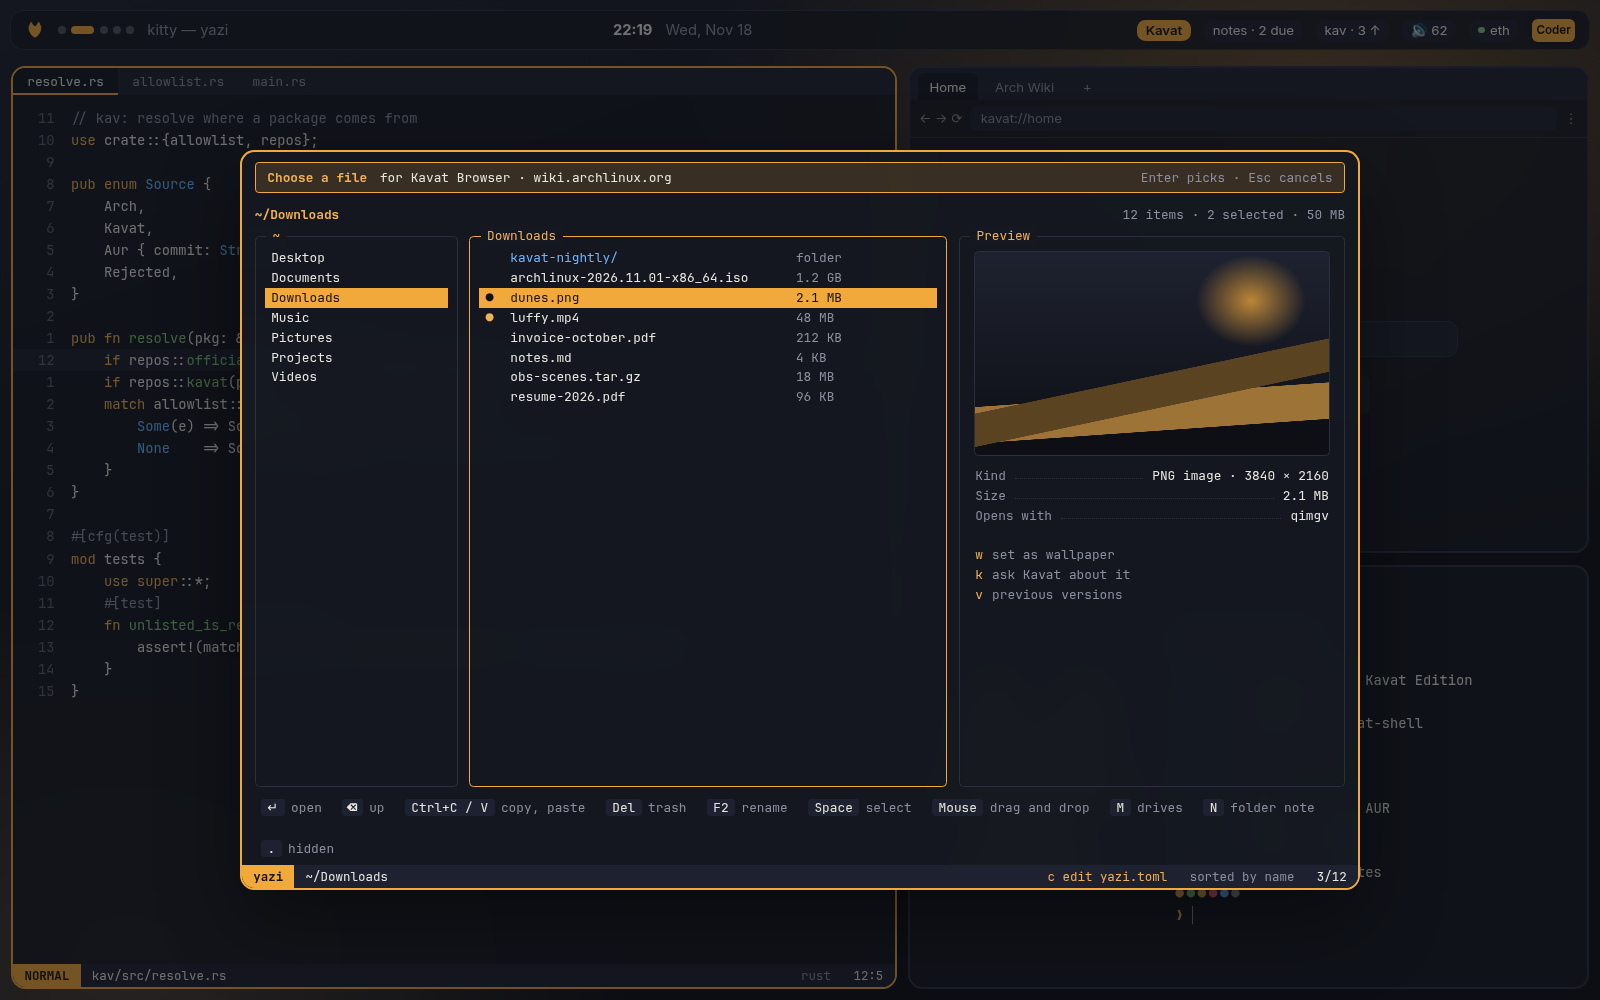 kitty — yazi
22:19 Wed, Nov 18
Kavat notes · 2 due kav · 3 ↑ 62 eth Coder
resolve.rs allowlist.rs main.rs
11 // kav: resolve where a package comes from
10 use crate::{allowlist, repos};
9
8 pub enum Source {
7 Arch,
6 Kavat,
5 Aur { commit:
4 Rejected,
3 }
2
1 pub fn resolve(pkg: &
12 if repos::
1 if repos::kavat(
2 match allowlist::
3 Some(e) =>
4 None =>
5 }
6 }
7
8 #[cfg(test)]
9 mod tests {
10 use super::*;
11 #[test]
12 fn
13 assert!(
14 }
15 }
NORMAL kav/src/resolve.rs rust 12:5
Home Arch Wiki +
← → ⟳ kavat://home ⋮
Choose a file for Kavat Browser · wiki.archlinux.org Enter picks · Esc cancels
~/Downloads 12 items · 2 selected · 50 MB
~
Desktop
Documents
Downloads
Music
Pictures
Projects
Videos
Downloads
kavat-nightly/ folder
archlinux-2026.11.01-x86_64.iso 1.2 GB
● dunes.png 2.1 MB
● luffy.mp4 48 MB
invoice-october.pdf 212 KB
notes.md 4 KB
obs-scenes.tar.gz 18 MB
resume-2026.pdf 96 KB
Preview
Kind PNG image · 3840 × 2160
Size 2.1 MB
Opens with qimgv
w set as wallpaper
k ask Kavat about it
v previous versions
↵ open ⌫ up Ctrl+C / V copy, paste Del trash F2 rename Space select Mouse drag and drop M drives N folder note
. hidden
yazi ~/Downloads c edit yazi.toml sorted by name 3/12
Kavat Edition
at-shell
AUR
tes
❯